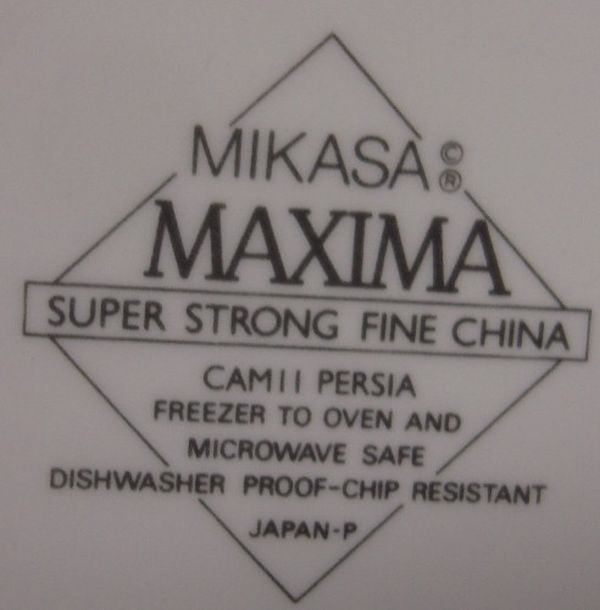 MIKASA ©®
MAXIMA
SUPER STRONG FINE CHINA
CAM11 PERSIA
FREEZER TO OVEN AND
MICROWAVE SAFE
DISHWASHER PROOF-CHIP RESISTANT
JAPAN-P